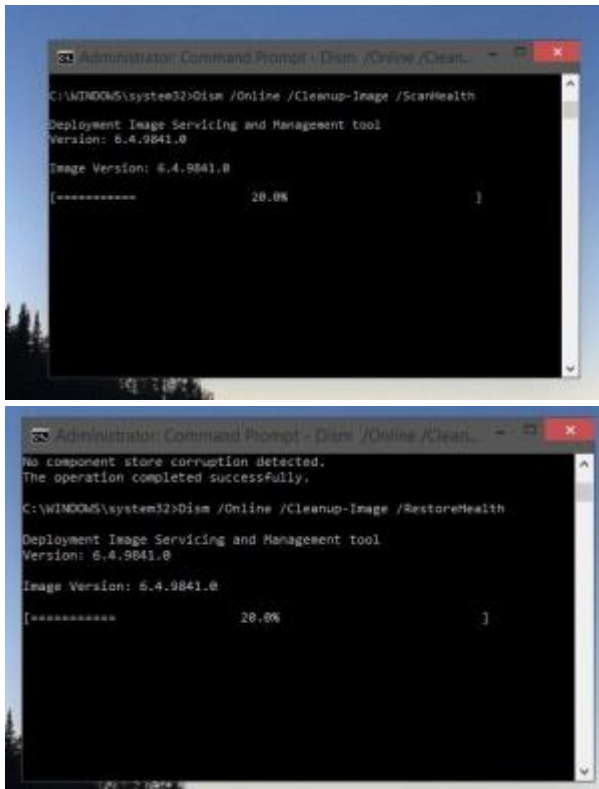 Administrator: Command Prompt - Dism /Online /Clean...
C:\WINDOWS\system32>Dism /Online /Cleanup-Image /ScanHealth
Deployment Image Servicing and Management tool
Version: 6.4.9841.0
Image Version: 6.4.9841.0
[=========== 20.0% ]
Administrator: Command Prompt - Dism /Online /Clean...
No component store corruption detected.
The operation completed successfully.
C:\WINDOWS\system32>Dism /Online /Cleanup-Image /RestoreHealth
Deployment Image Servicing and Management tool
Version: 6.4.9841.0
Image Version: 6.4.9841.0
[=========== 20.0% ]